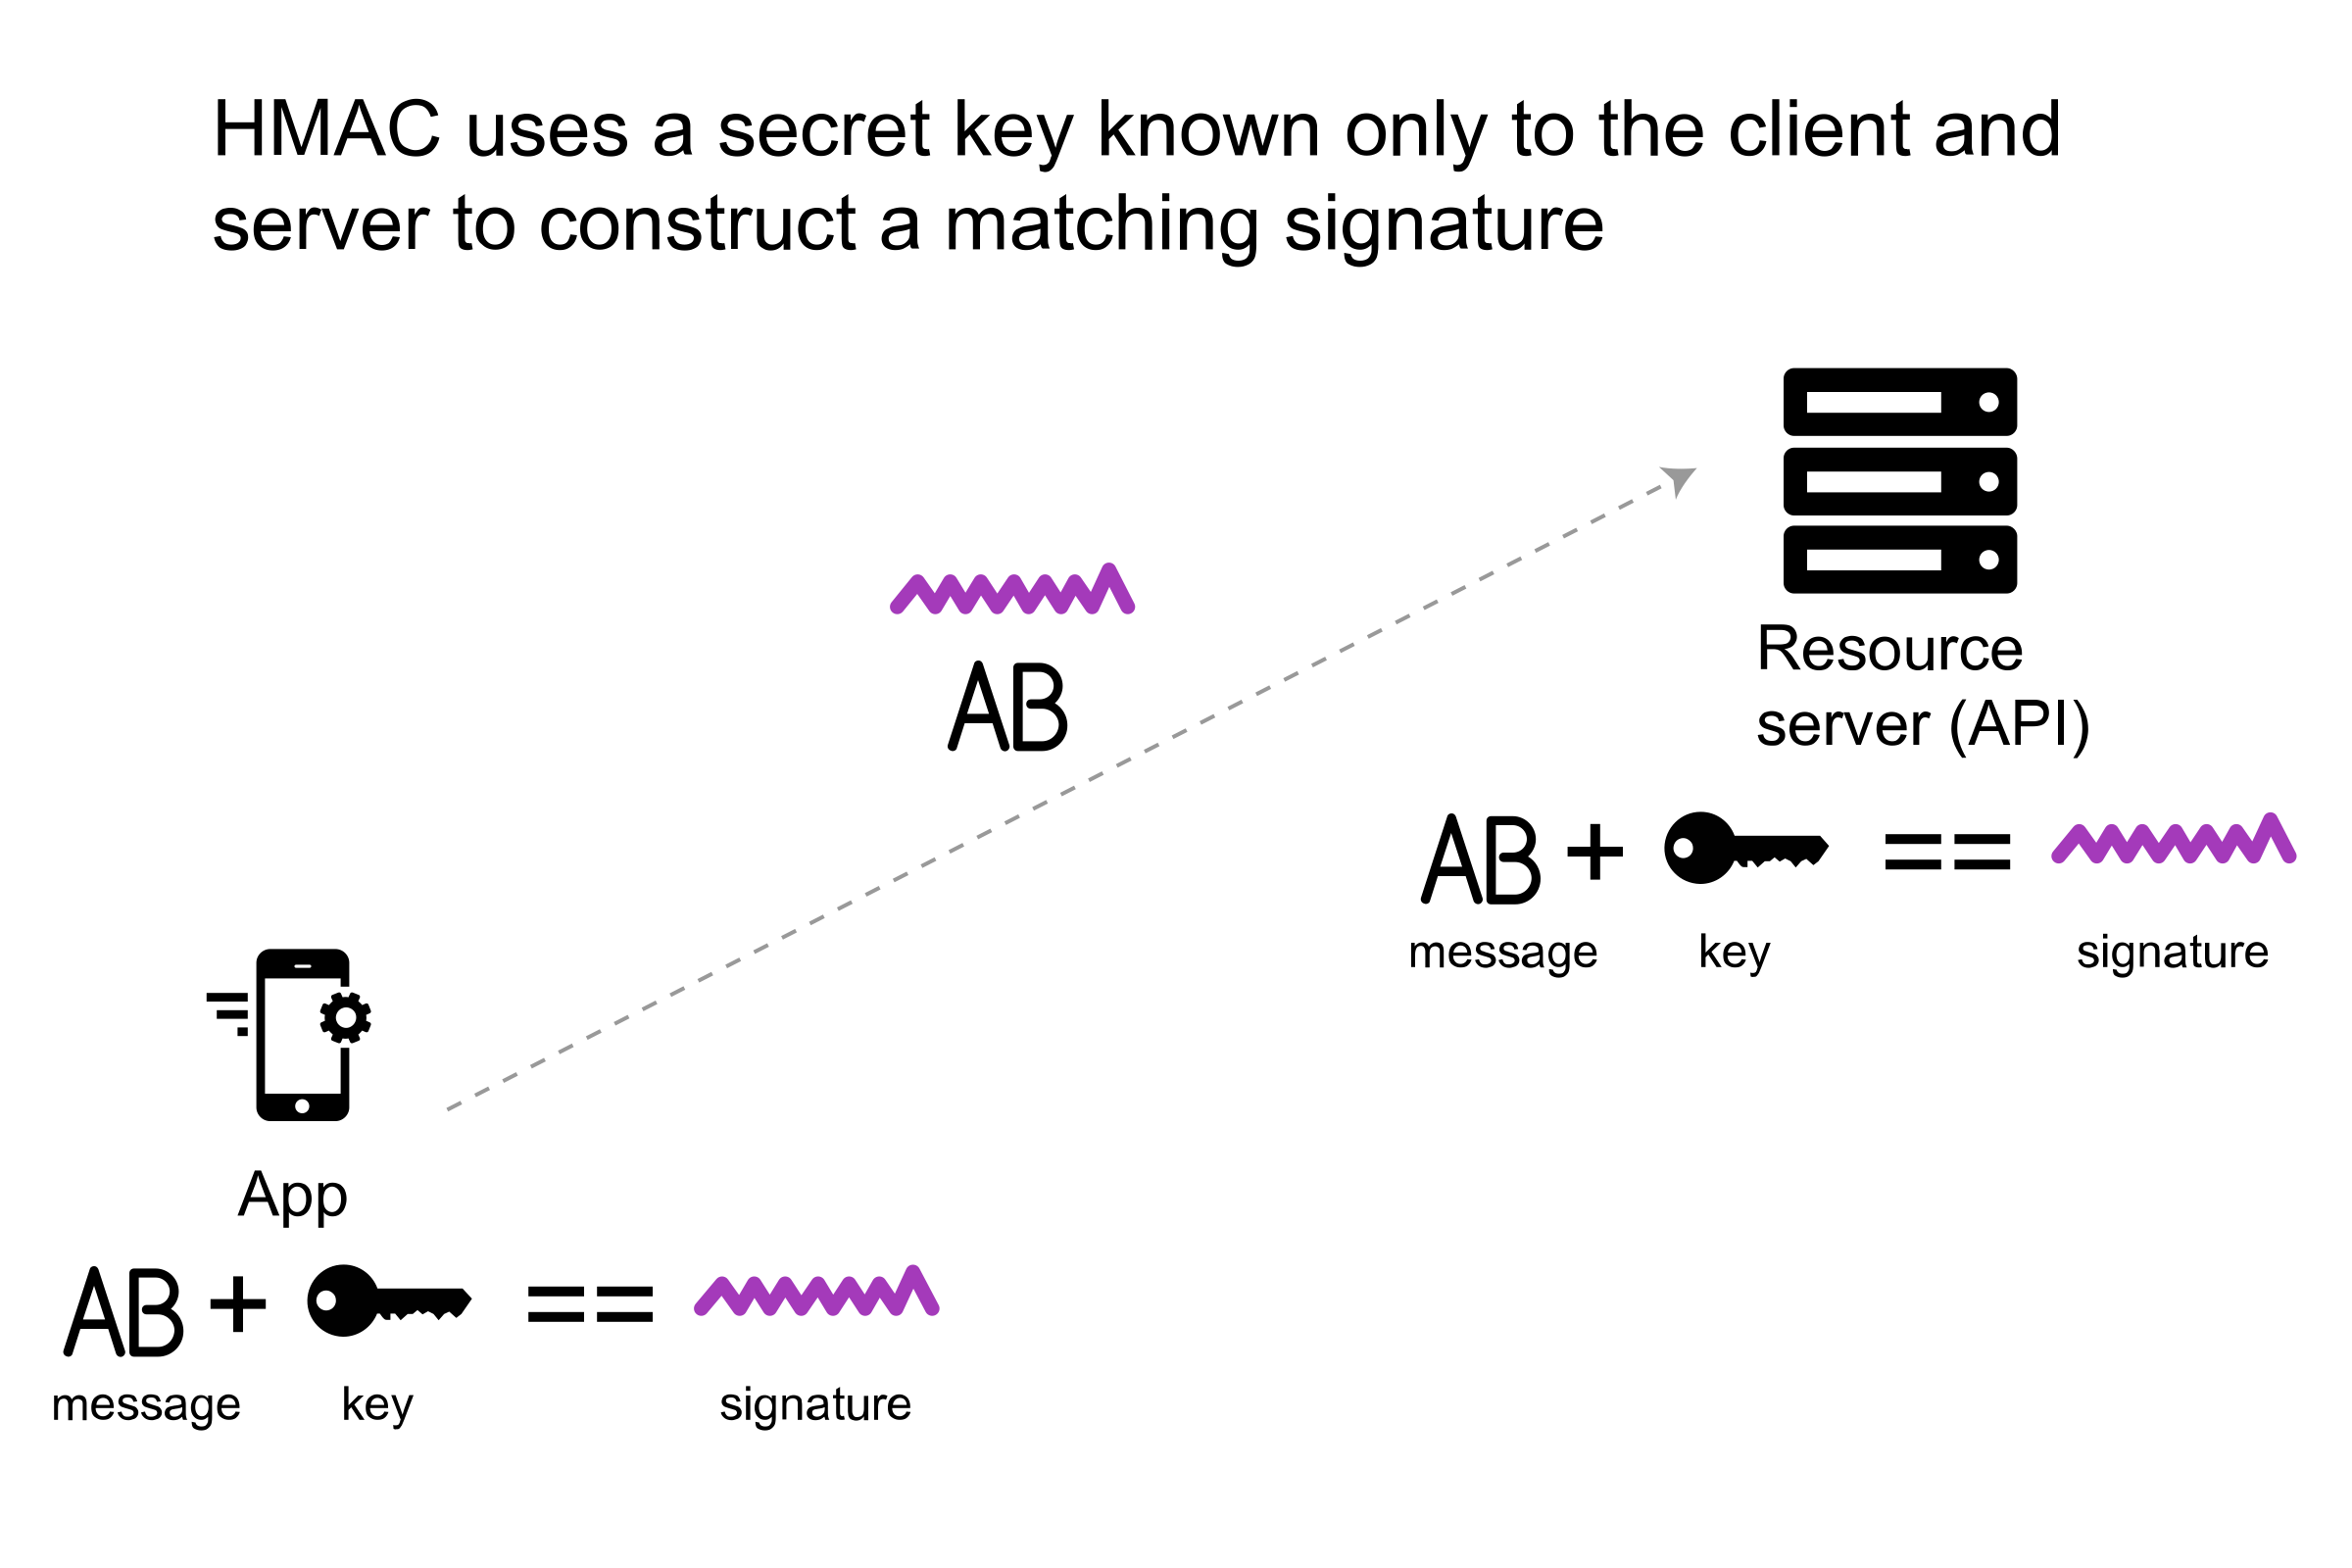 HMAC uses a secret key known only to the client and
server to construct a matching signature
AB
Resource
server (API)
AB + ==
message key signature
App
AB + ==
message key signature